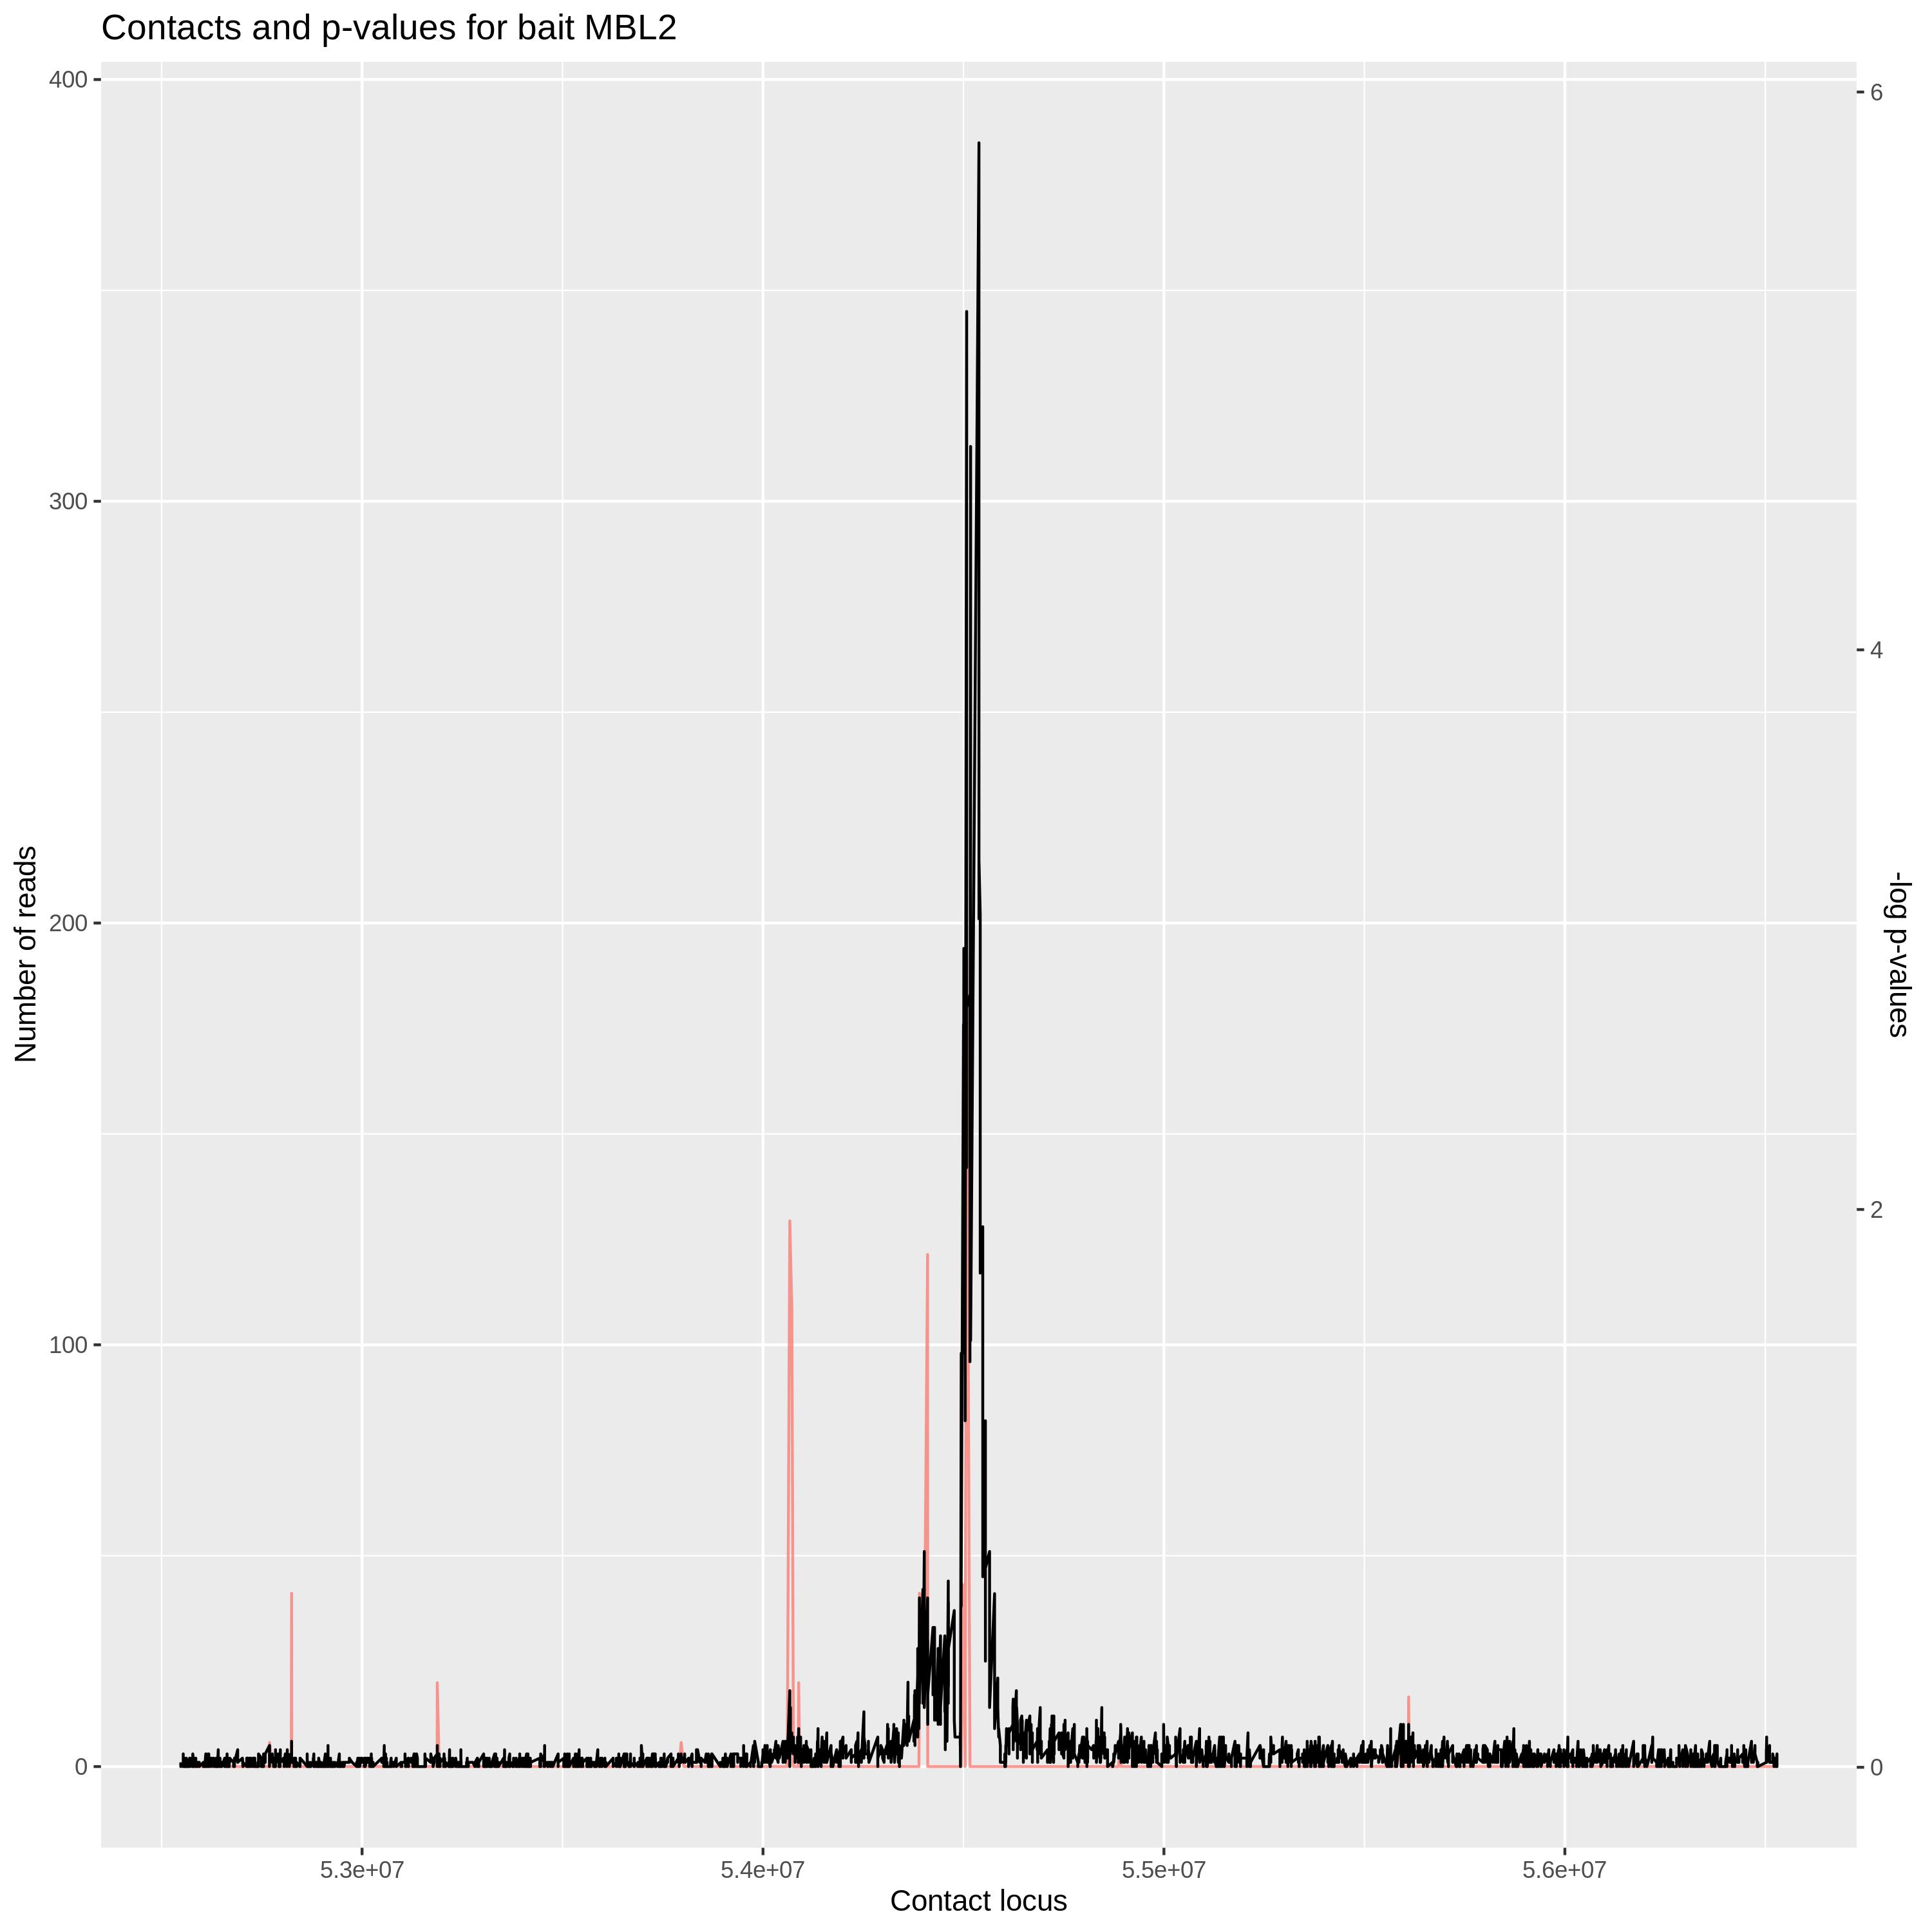 Contacts and p-values for bait MBL2
400
300
200
100
0
Number of reads
6
4
2
0
-log p-values
5.3e+07
5.4e+07
5.5e+07
5.6e+07
Contact locus